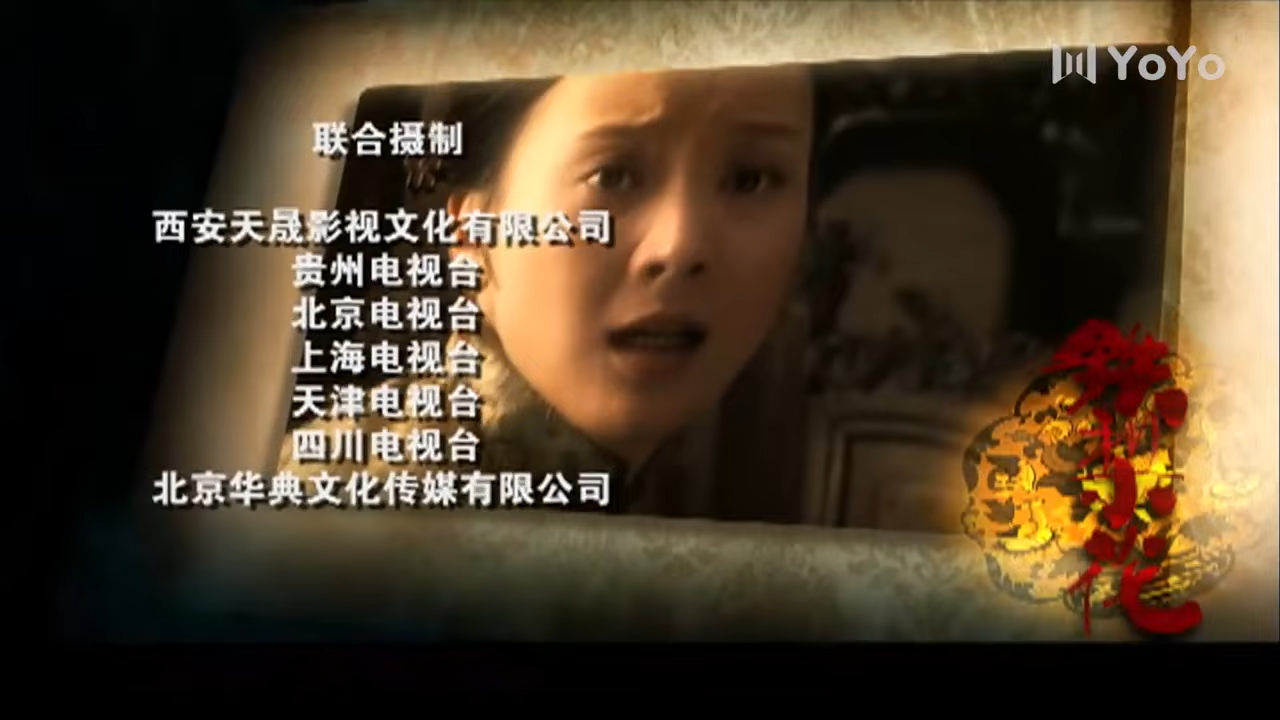 YoYo
联合摄制
西安天晟影视文化有限公司
贵州电视台
北京电视台
上海电视台
天津电视台
四川电视台
北京华典文化传媒有限公司